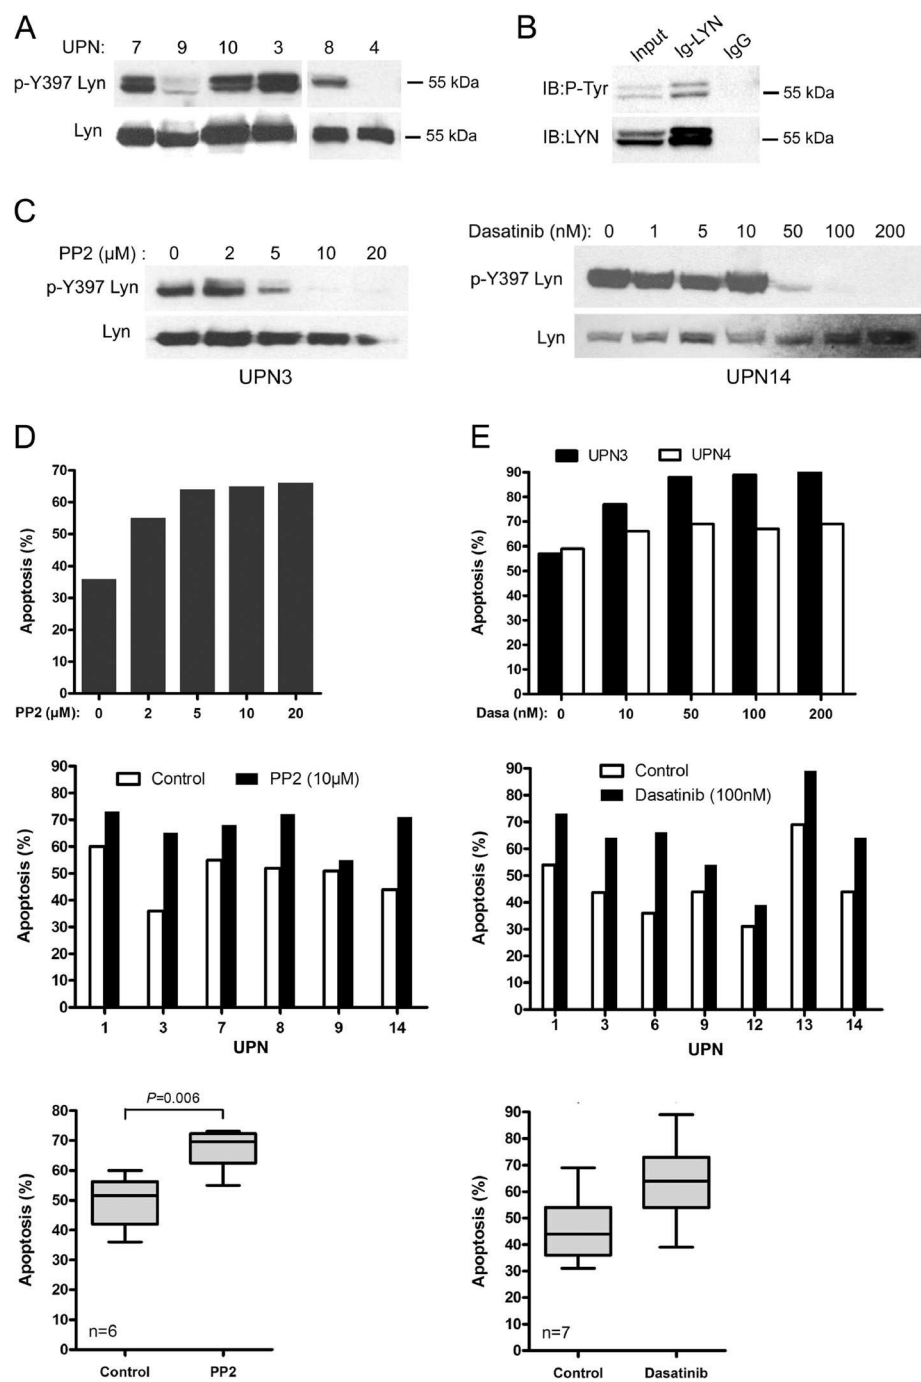 A
UPN: 7 9 10 3 8 4
p-Y397 Lyn
55 kDa
Lyn
55 kDa
B
Input Ig-LYN IgG
IB:P-Tyr
55 kDa
IB:LYN
55 kDa
C
PP2 (µM) : 0 2 5 10 20
p-Y397 Lyn
Lyn
UPN3
Dasatinib (nM): 0 1 5 10 50 100 200
p-Y397 Lyn
Lyn
UPN14
D
70
60
50
40
30
20
10
0
Apoptosis (%)
PP2 (µM): 0 2 5 10 20
Control PP2 (10µM)
90
80
70
60
50
40
30
20
10
0
Apoptosis (%)
1 3 7 8 9 14
UPN
P=0.006
80
70
60
50
40
30
20
10
0
Apoptosis (%)
n=6
Control PP2
E
UPN3 UPN4
90
80
70
60
50
40
30
20
10
0
Apoptosis (%)
Dasa (nM): 0 10 50 100 200
Control
Dasatinib (100nM)
90
80
70
60
50
40
30
20
10
0
Apoptosis (%)
1 3 6 9 12 13 14
UPN
90
80
70
60
50
40
30
20
10
0
Apoptosis (%)
n=7
Control Dasatinib